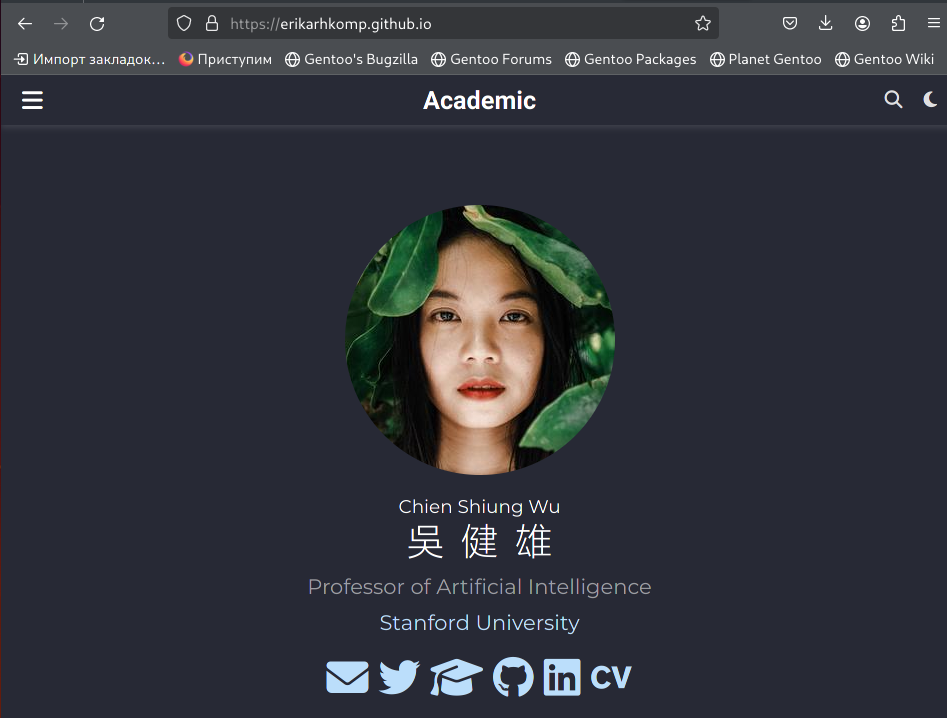 https://erikarhkomp.github.io
Импорт закладок… Приступим Gentoo's Bugzilla Gentoo Forums Gentoo Packages Planet Gentoo Gentoo Wiki
Academic
Chien Shiung Wu
吳健雄
Professor of Artificial Intelligence
Stanford University
in CV